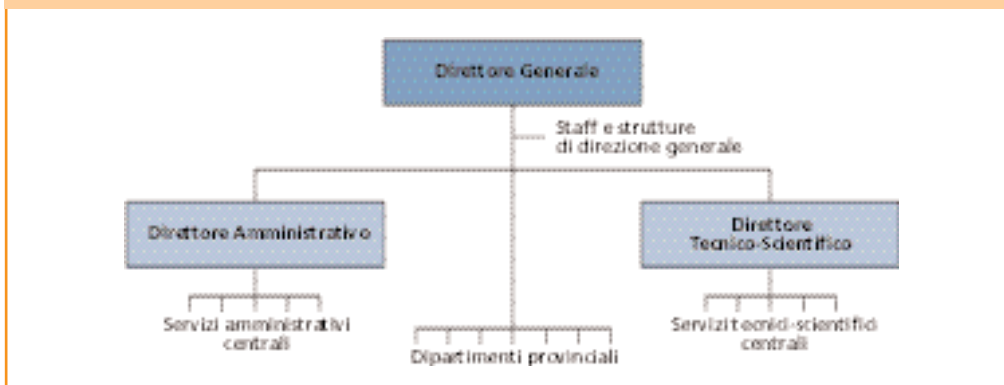 Direttore Generale
Staff e strutture
di direzione generale
Direttore Amministrativo
Direttore
Tecnico-Scientifico
Servizi amministrativi
centrali
Dipartimenti provinciali
Servizi tecnici-scientifici
centrali